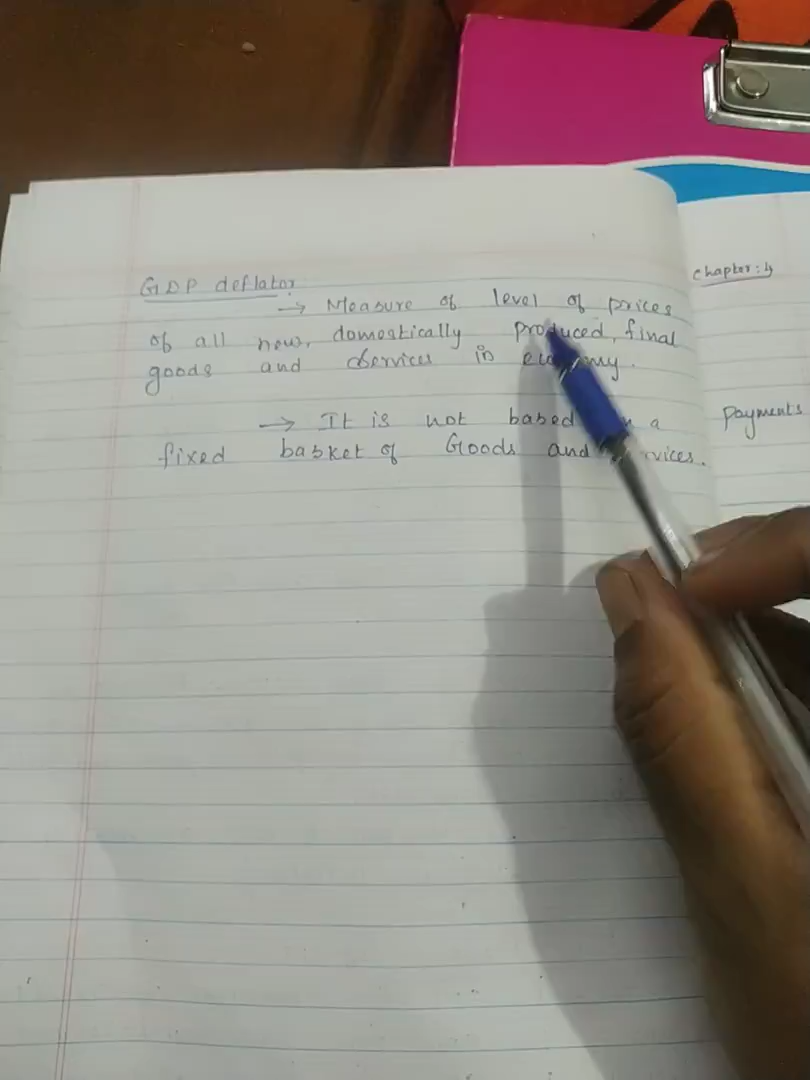 GDP deflator
→ Measure of level of prices
of all new, domestically produced, final
goods and services in economy.
→ It is not based a
fixed basket of Goods and
chapter: 4
payments